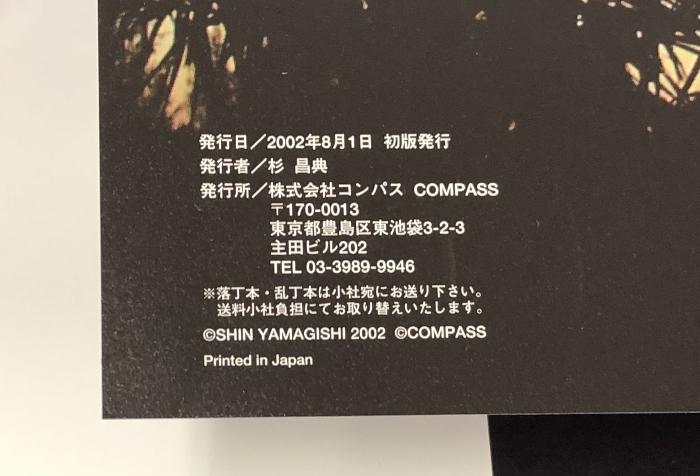 発行日／2002年8月1日 初版発行
発行者／杉 昌典
発行所／株式会社コンパス COMPASS
〒170-0013
東京都豊島区東池袋3-2-3
主田ビル202
TEL 03-3989-9946
※落丁本・乱丁本は小社宛にお送り下さい。
送料小社負担にてお取り替えいたします。
©SHIN YAMAGISHI 2002 ©COMPASS
Printed in Japan